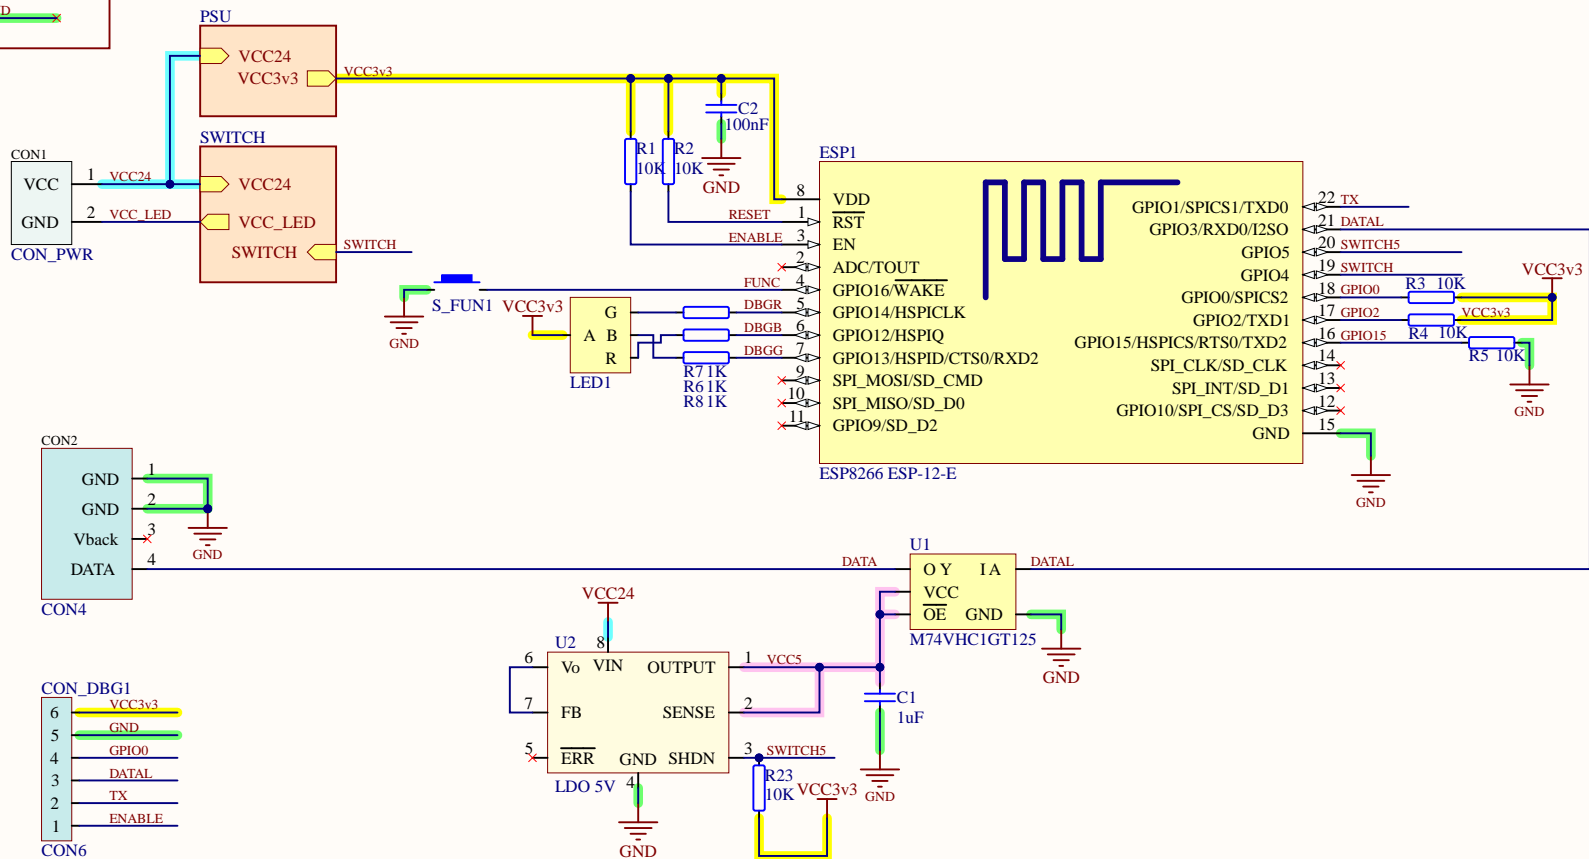 D
PSU
VCC24
VCC3v3
VCC3v3
SWITCH
VCC24
VCC_LED
SWITCH
SWITCH
CON1
VCC
GND
1
2
VCC24
VCC_LED
CON_PWR
R1
10K
R2
10K
C2
100nF
GND
RESET
ENABLE
FUNC
S_FUN1
GND
VCC3v3
G
A B
R
LED1
DBGR
DBGB
DBGG
R7 1K
R6 1K
R8 1K
ESP1
8 VDD
1 RST
3 EN
2 ADC/TOUT
4 GPIO16/WAKE
5 GPIO14/HSPICLK
6 GPIO12/HSPIQ
7 GPIO13/HSPID/CTS0/RXD2
9 SPI_MOSI/SD_CMD
10 SPI_MISO/SD_D0
11 GPIO9/SD_D2
GPIO1/SPICS1/TXD0 22 TX
GPIO3/RXD0/I2SO 21 DATAL
GPIO5 20 SWITCH5
GPIO4 19 SWITCH
GPIO0/SPICS2 18 GPIO0
GPIO2/TXD1 17 GPIO2
GPIO15/HSPICS/RTS0/TXD2 16 GPIO15
SPI_CLK/SD_CLK 14
SPI_INT/SD_D1 13
GPIO10/SPI_CS/SD_D3 12
GND 15
ESP8266 ESP-12-E
R3 10K
VCC3v3
VCC3v3
R4 10K
R5 10K
GND
GND
CON2
GND 1
GND 2
Vback 3
DATA 4
CON4
GND
DATA
U1
O Y I A
VCC
OE GND
M74VHC1GT125
DATAL
GND
VCC24
U2
8
VIN
6 Vo
7 FB
5 ERR
OUTPUT 1
SENSE 2
SHDN 3
GND
4
LDO 5V
GND
VCC5
C1
1uF
GND
SWITCH5
R23
10K
VCC3v3
CON_DBG1
6 VCC3v3
5 GND
4 GPIO0
3 DATAL
2 TX
1 ENABLE
CON6